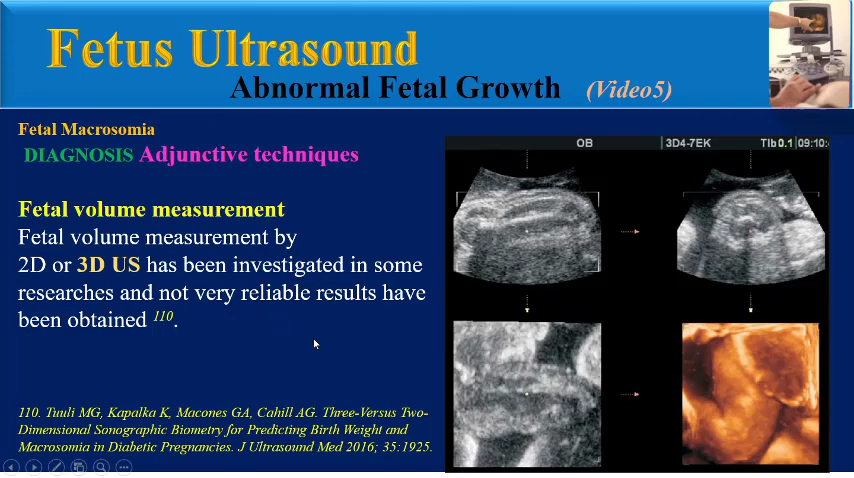 Fetus Ultrasound
Abnormal Fetal Growth (Video5)
Fetal Macrosomia
DIAGNOSIS Adjunctive techniques
Fetal volume measurement
Fetal volume measurement by
2D or 3D US has been investigated in some
researches and not very reliable results have
been obtained 110.
110. Tuuli MG, Kapalka K, Macones GA, Cahill AG. Three-Versus Two-
Dimensional Sonographic Biometry for Predicting Birth Weight and
Macrosomia in Diabetic Pregnancies. J Ultrasound Med 2016; 35:1925.
OB 3D4-7EK TIb 0.1 09:10: